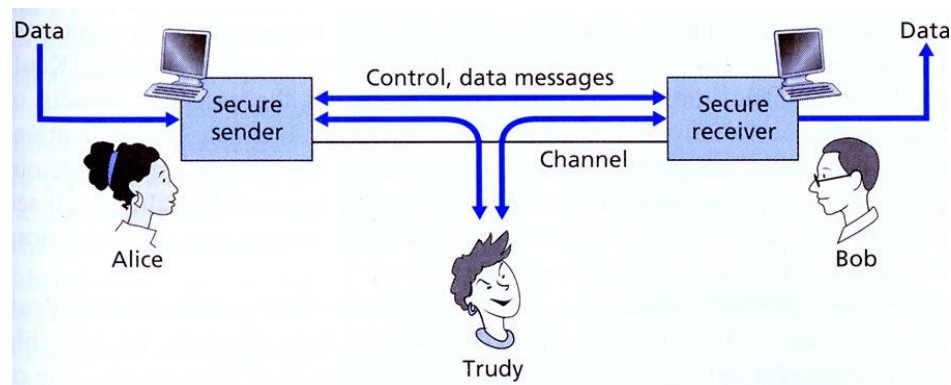 Data
Data
Control, data messages
Secure
sender
Secure
receiver
Channel
Alice
Bob
Trudy